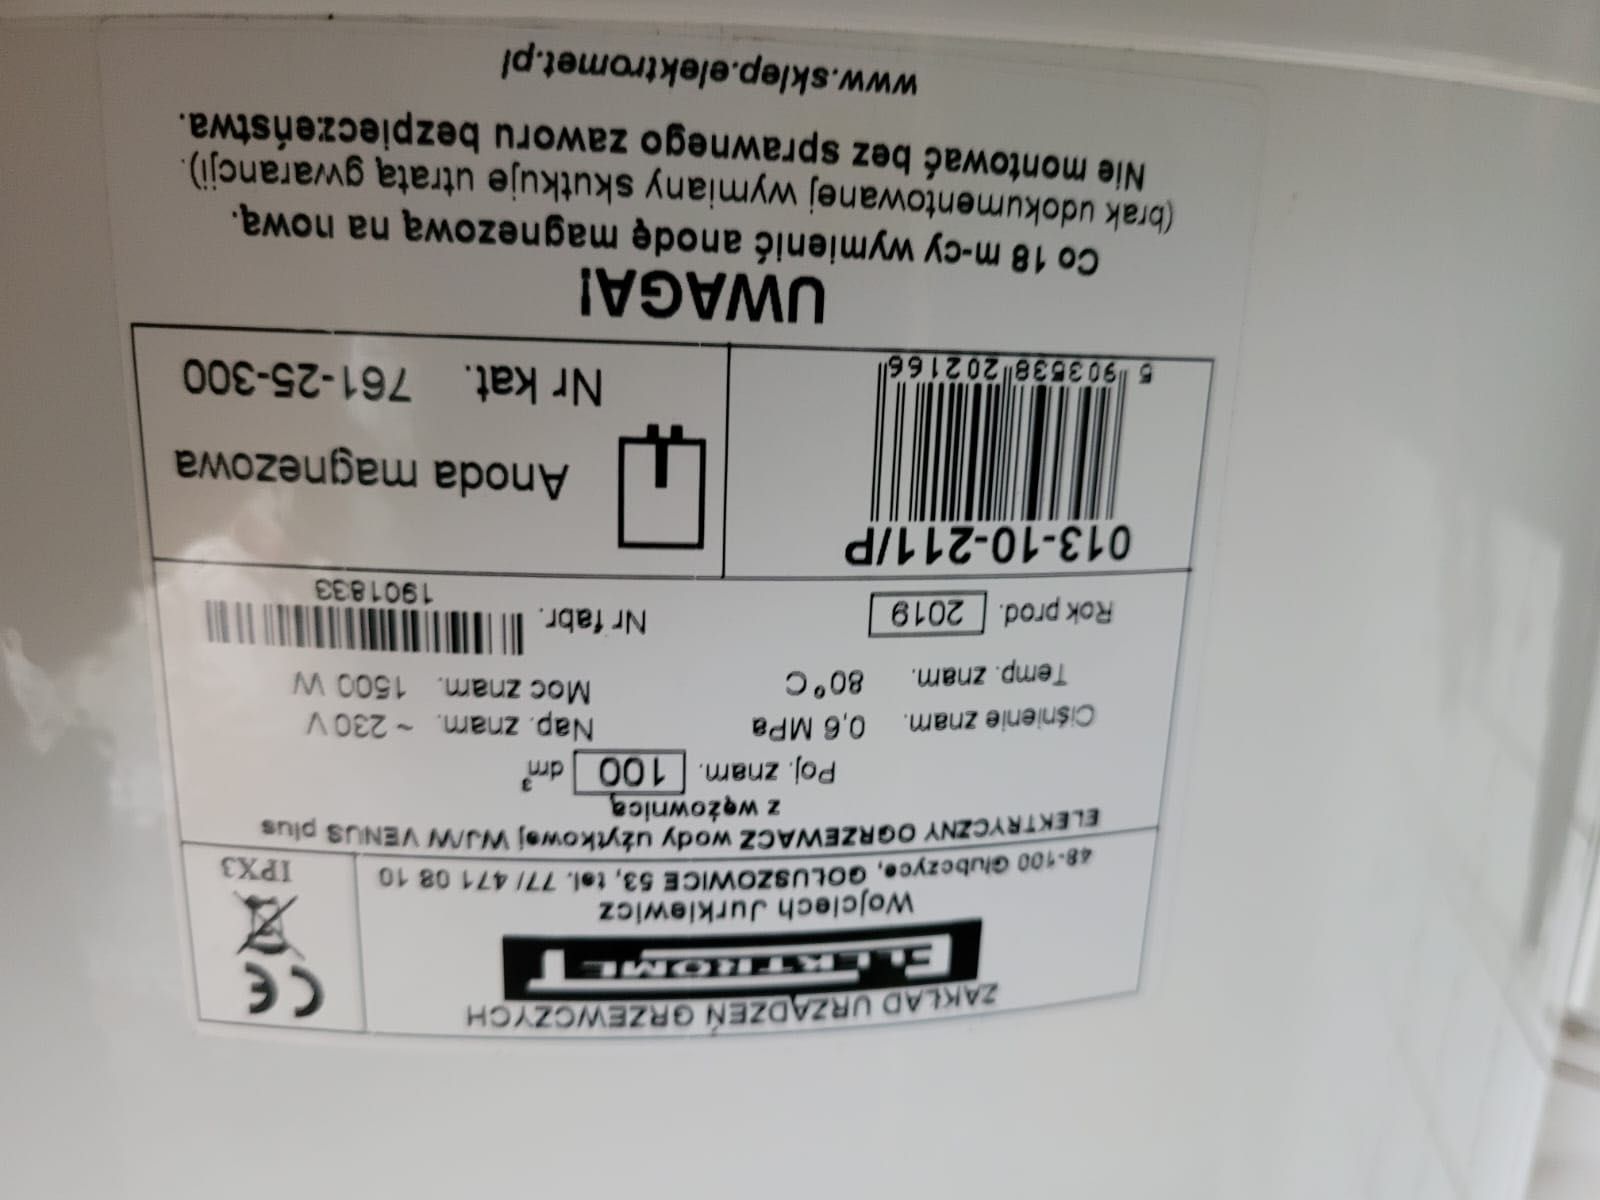 ZAKŁAD URZĄDZEŃ GRZEWCZYCH
ELEKTROMET
Wojciech Jurkiewicz
48-100 Głubczyce, GOŁUSZOWICE 53, tel. 77/ 471 08 10
CE
IPX3
ELEKTRYCZNY OGRZEWACZ wody użytkowej WJ/W VENUS plus
z wężownicą
Poj. znam. 100 dm³
Ciśnienie znam. 0,6 MPa Nap. znam. ~ 230 V
Temp. znam. 80°C Moc znam. 1500 W
Rok prod. 2019 Nr fabr.
1901833
013-10-211/P
5 903538 202166
Anoda magnezowa
Nr kat. 761-25-300
UWAGA!
Co 18 m-cy wymienić anodę magnezową na nową.
(brak udokumentowanej wymiany skutkuje utratą gwarancji).
Nie montować bez sprawnego zaworu bezpieczeństwa.
www.sklep.elektromet.pl